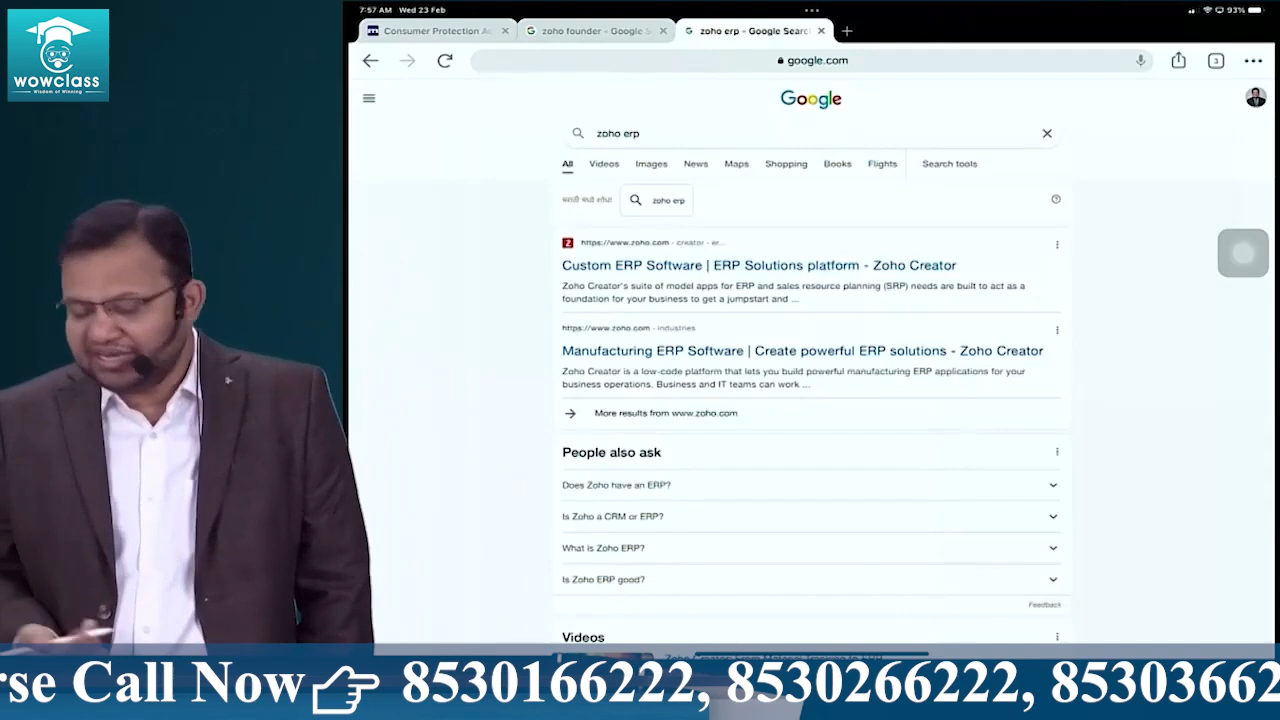 7:57 AM Wed 23 Feb
93%
wowclass
Wisdom of Winning
Consumer Protection A
zoho founder - Google S
zoho erp - Google Searc
google.com
3
Google
zoho erp
All Videos Images News Maps Shopping Books Flights Search tools
मराठी मध्ये शोधा
zoho erp
https://www.zoho.com › creator › er...
Custom ERP Software | ERP Solutions platform - Zoho Creator
Zoho Creator's suite of model apps for ERP and sales resource planning (SRP) needs are built to act as a
foundation for your business to get a jumpstart and ...
https://www.zoho.com › industries
Manufacturing ERP Software | Create powerful ERP solutions - Zoho Creator
Zoho Creator is a low-code platform that lets you build powerful manufacturing ERP applications for your
business operations. Business and IT teams can work ...
More results from www.zoho.com
People also ask
Does Zoho have an ERP?
Is Zoho a CRM or ERP?
What is Zoho ERP?
Is Zoho ERP good?
Feedback
Videos
rse Call Now 8530166222, 8530266222, 85303662